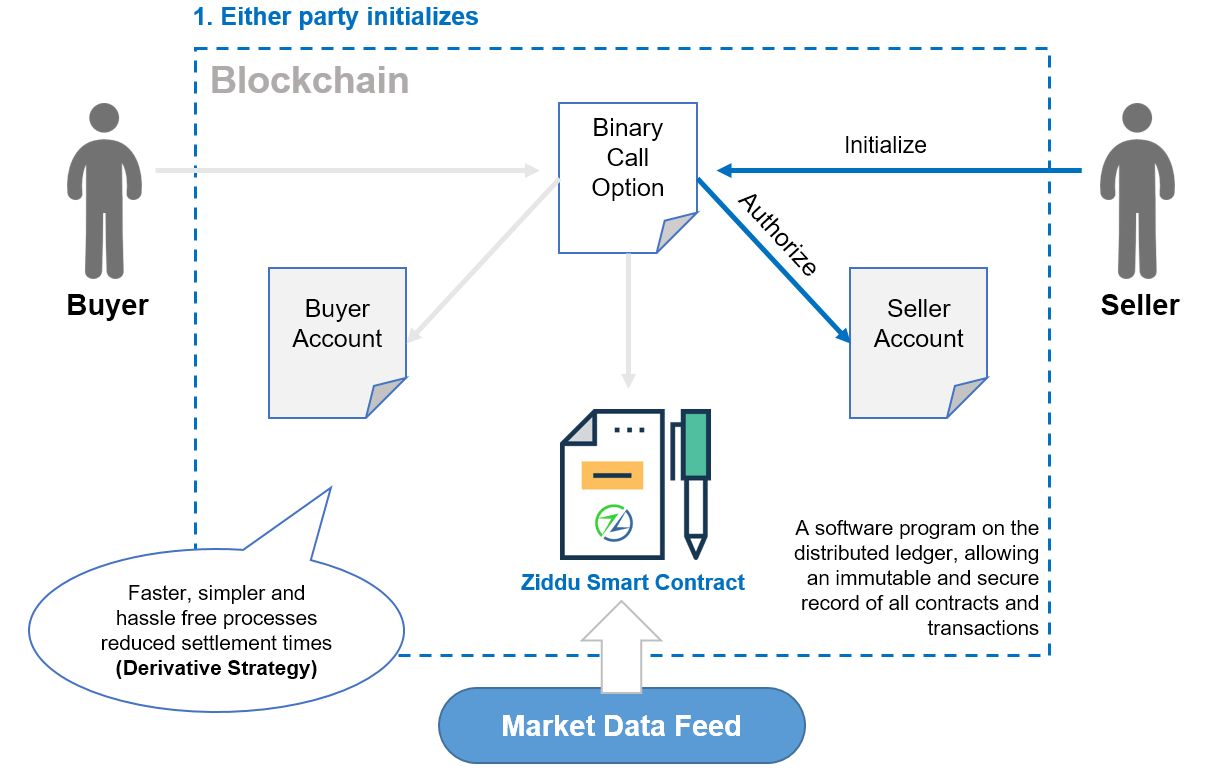 1. Either party initializes
Blockchain
Binary
Call
Option
Initialize
Authorize
Buyer
Seller
Buyer
Account
Seller
Account
A software program on the
distributed ledger, allowing
an immutable and secure
record of all contracts and
transactions
Ziddu Smart Contract
Faster, simpler and
hassle free processes
reduced settlement times
(Derivative Strategy)
Market Data Feed